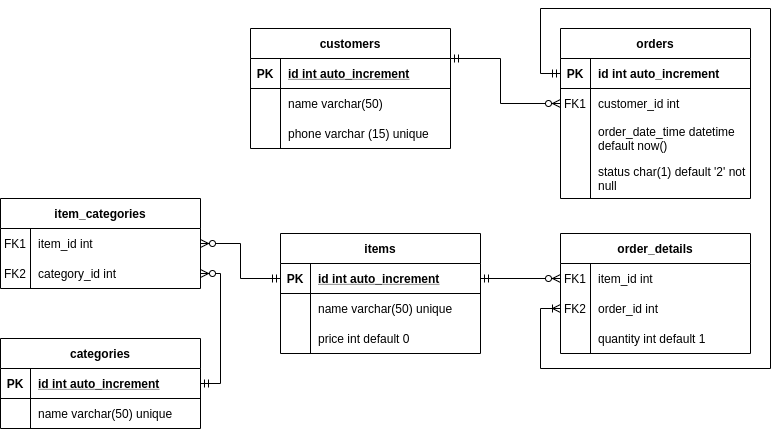 customers
PK id int auto_increment
name varchar(50)
phone varchar (15) unique
orders
PK id int auto_increment
FK1 customer_id int
order_date_time datetime
default now()
status char(1) default '2' not
null
item_categories
FK1 item_id int
FK2 category_id int
items
PK id int auto_increment
name varchar(50) unique
price int default 0
order_details
FK1 item_id int
FK2 order_id int
quantity int default 1
categories
PK id int auto_increment
name varchar(50) unique